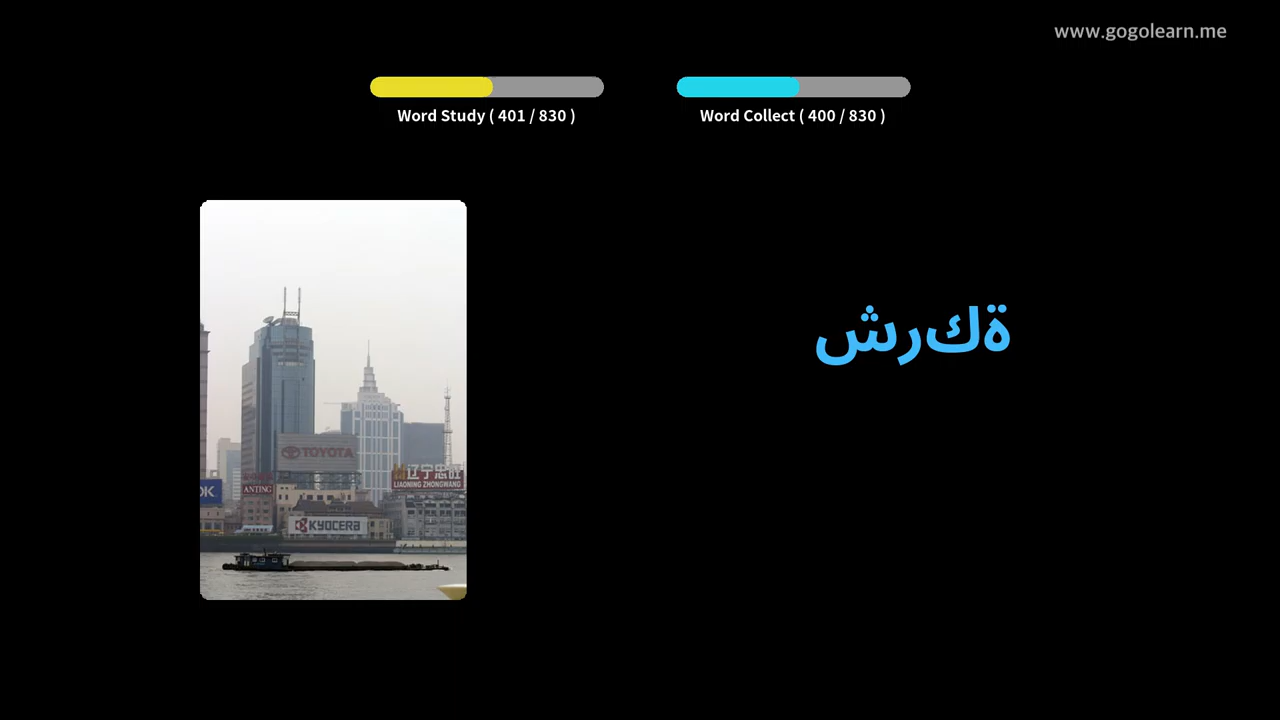 www.gogolearn.me
Word Study ( 401 / 830 )
Word Collect ( 400 / 830 )
شركة
TOYOTA
辽宁忠旺
LIAONING ZHONGWANG
ANTING
KYOCERA